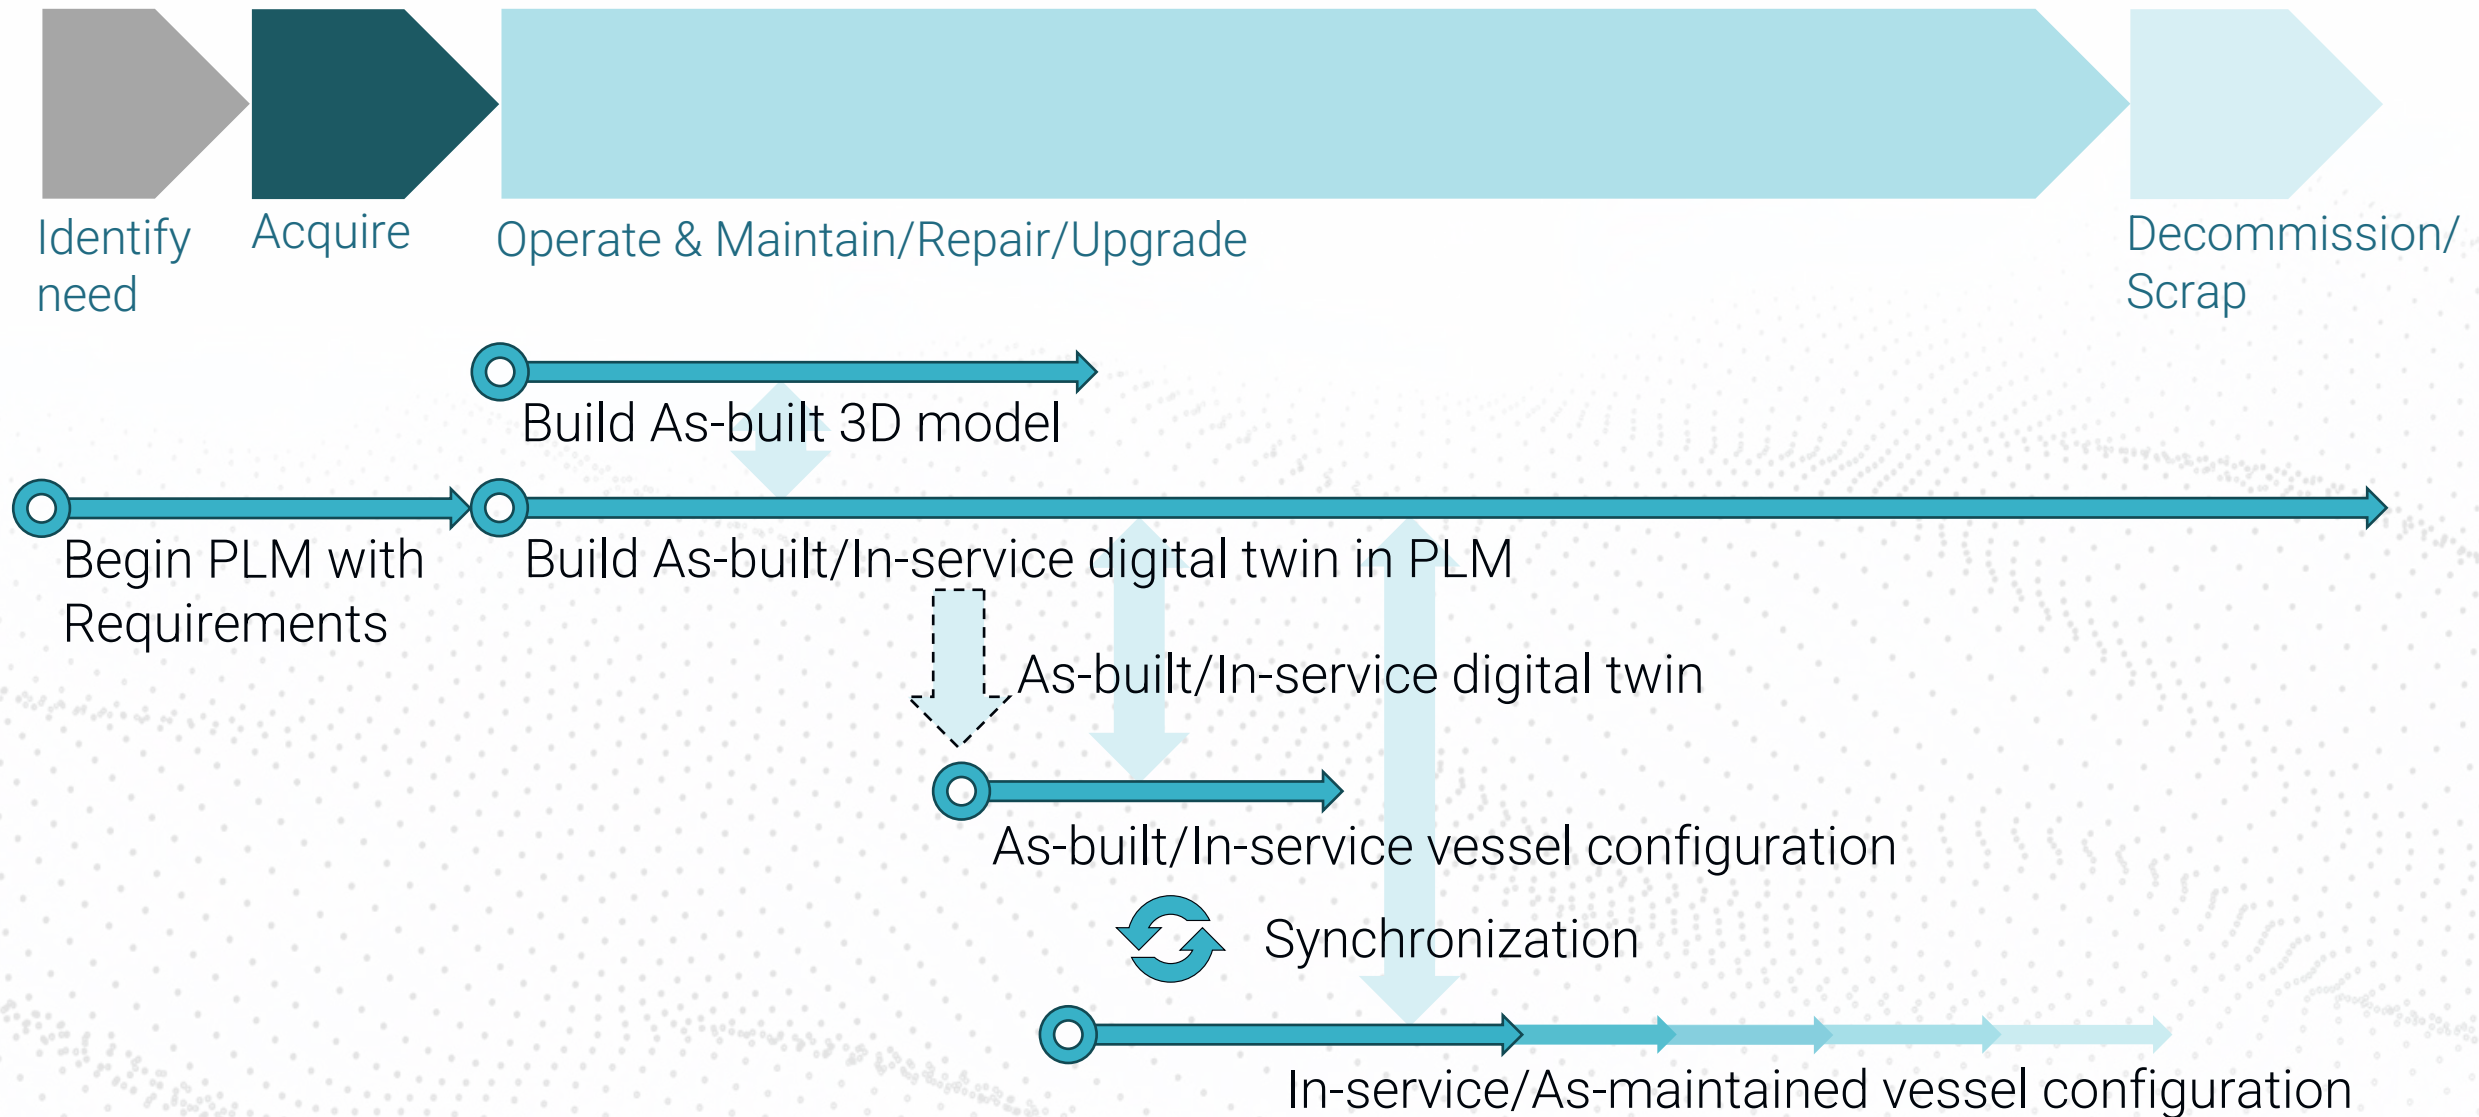 Identify
need
Acquire
Operate & Maintain/Repair/Upgrade
Decommission/
Scrap
Build As-built 3D model
Begin PLM with
Requirements
Build As-built/In-service digital twin in PLM
As-built/In-service digital twin
As-built/In-service vessel configuration
Synchronization
In-service/As-maintained vessel configuration